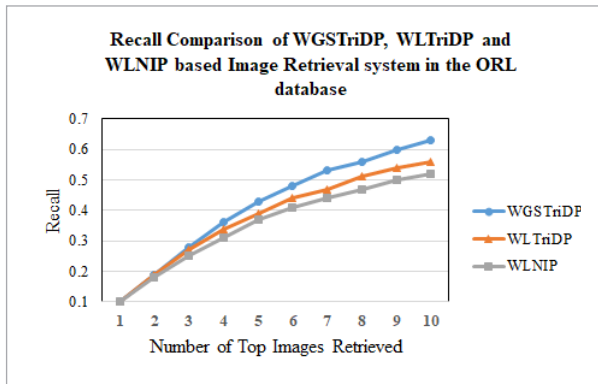 Recall Comparison of WGSTriDP, WLTriDP and
WLNIP based Image Retrieval system in the ORL
database
0.7
0.6
0.5
0.4
0.3
0.2
0.1
Recall
1 2 3 4 5 6 7 8 9 10
Number of Top Images Retrieved
WGSTriDP
WLTriDP
WLNIP